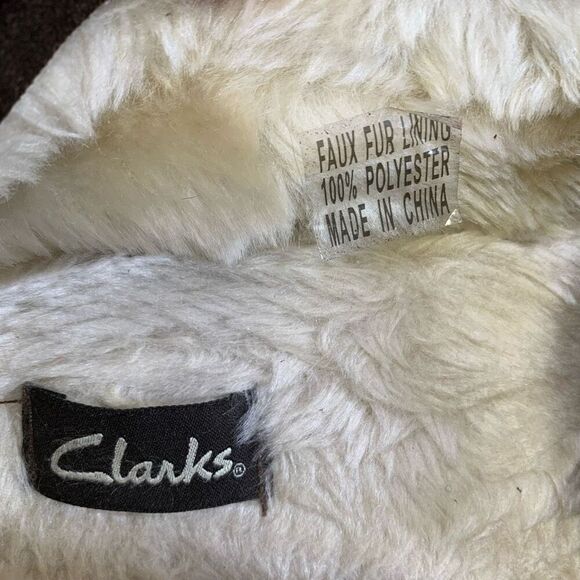 FAUX FUR LINING
100% POLYESTER
MADE IN CHINA
Clarks®